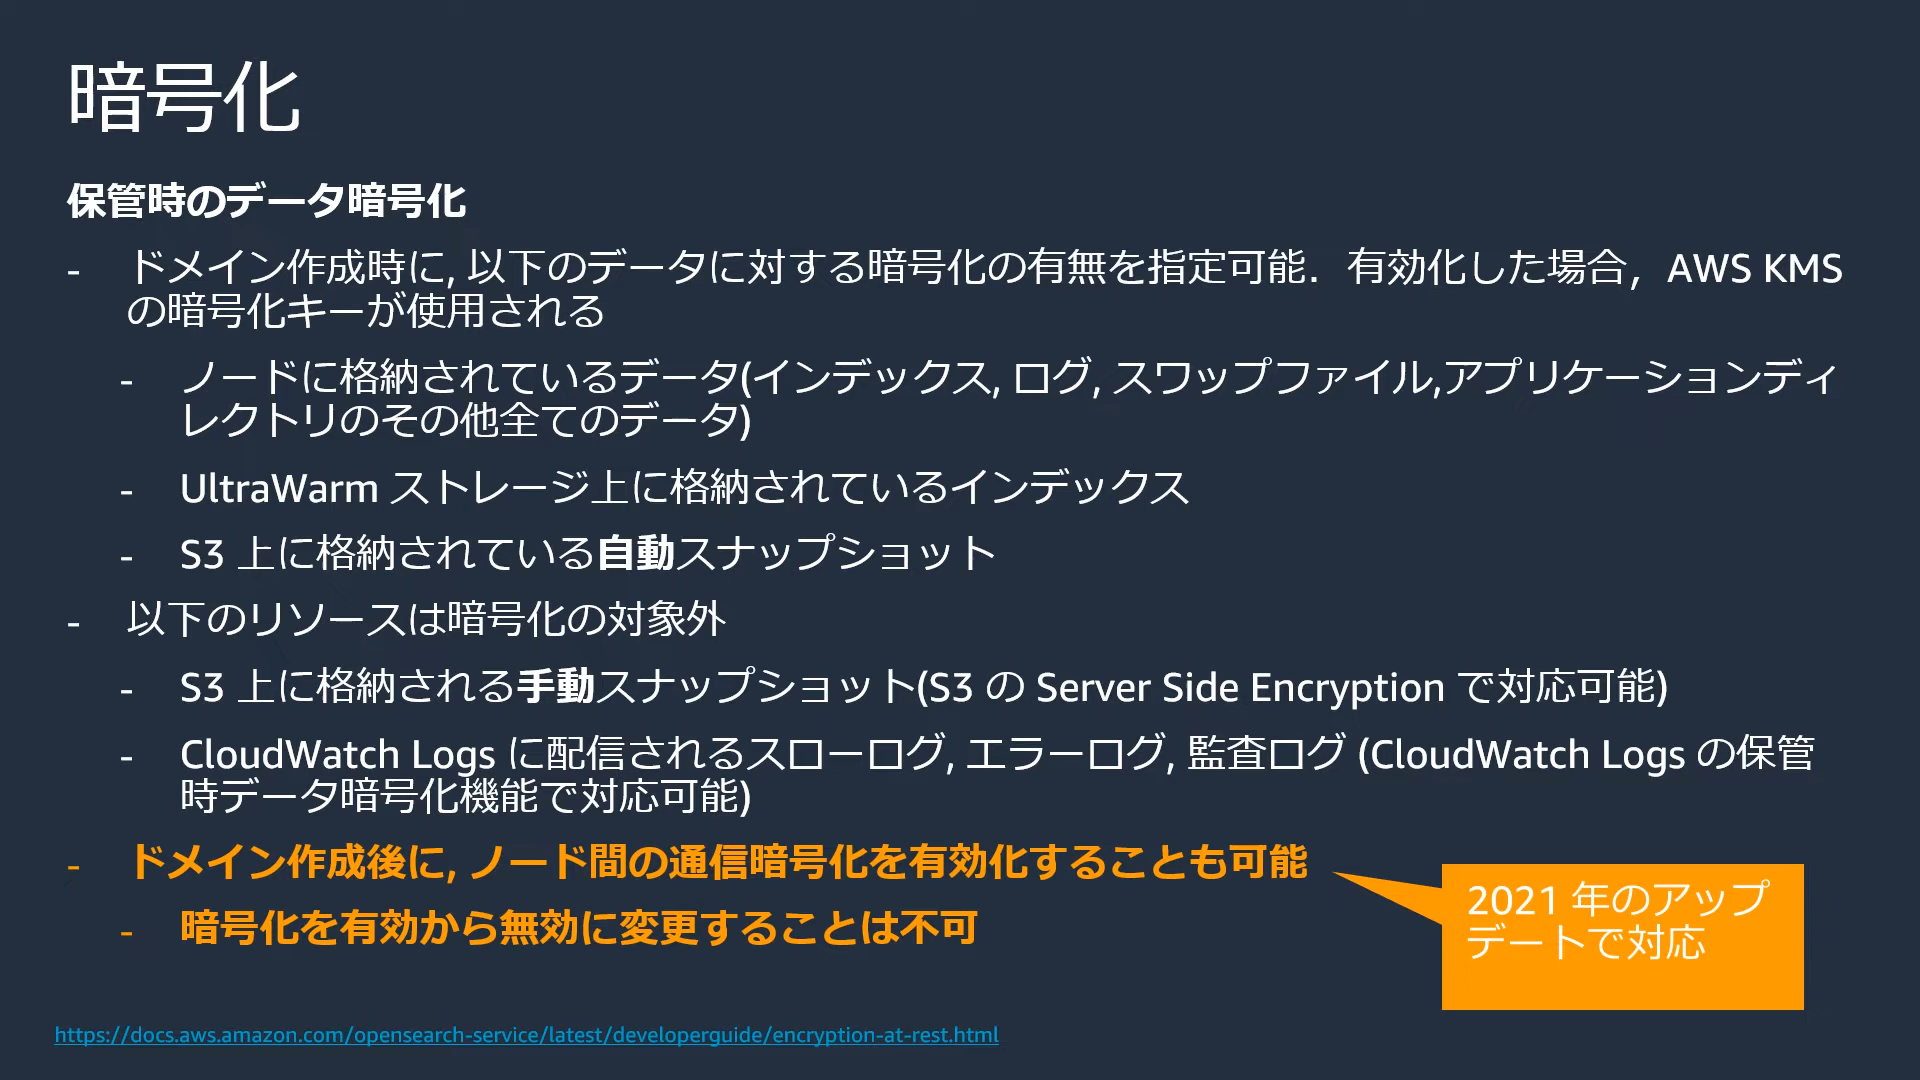 暗号化
保管時のデータ暗号化
- ドメイン作成時に, 以下のデータに対する暗号化の有無を指定可能．有効化した場合，AWS KMS
の暗号化キーが使用される
- ノードに格納されているデータ(インデックス, ログ, スワップファイル,アプリケーションディ
レクトリのその他全てのデータ)
- UltraWarm ストレージ上に格納されているインデックス
- S3 上に格納されている自動スナップショット
- 以下のリソースは暗号化の対象外
- S3 上に格納される手動スナップショット(S3 の Server Side Encryption で対応可能)
- CloudWatch Logs に配信されるスローログ, エラーログ, 監査ログ (CloudWatch Logs の保管
時データ暗号化機能で対応可能)
- ドメイン作成後に, ノード間の通信暗号化を有効化することも可能
- 暗号化を有効から無効に変更することは不可
2021 年のアップ
デートで対応
https://docs.aws.amazon.com/opensearch-service/latest/developerguide/encryption-at-rest.html